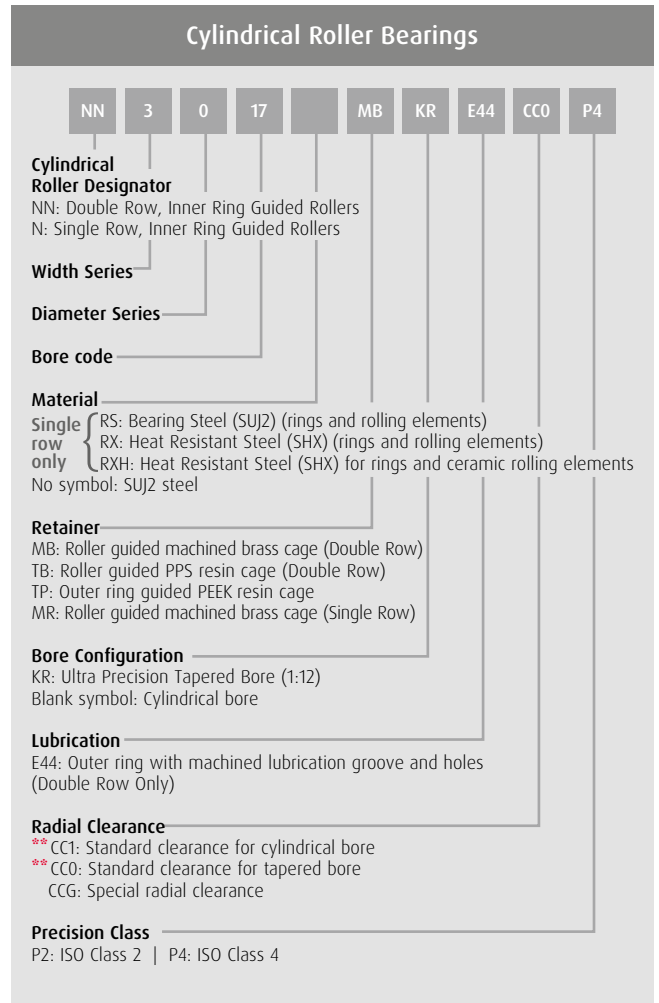 Cylindrical Roller Bearings
NN 3 0 17 MB KR E44 CC0 P4
Cylindrical
Roller Designator
NN: Double Row, Inner Ring Guided Rollers
N: Single Row, Inner Ring Guided Rollers
Width Series
Diameter Series
Bore code
Material
Single row only
RS: Bearing Steel (SUJ2) (rings and rolling elements)
RX: Heat Resistant Steel (SHX) (rings and rolling elements)
RXH: Heat Resistant Steel (SHX) for rings and ceramic rolling elements
No symbol: SUJ2 steel
Retainer
MB: Roller guided machined brass cage (Double Row)
TB: Roller guided PPS resin cage (Double Row)
TP: Outer ring guided PEEK resin cage
MR: Roller guided machined brass cage (Single Row)
Bore Configuration
KR: Ultra Precision Tapered Bore (1:12)
Blank symbol: Cylindrical bore
Lubrication
E44: Outer ring with machined lubrication groove and holes
(Double Row Only)
Radial Clearance
**CC1: Standard clearance for cylindrical bore
**CC0: Standard clearance for tapered bore
CCG: Special radial clearance
Precision Class
P2: ISO Class 2 | P4: ISO Class 4